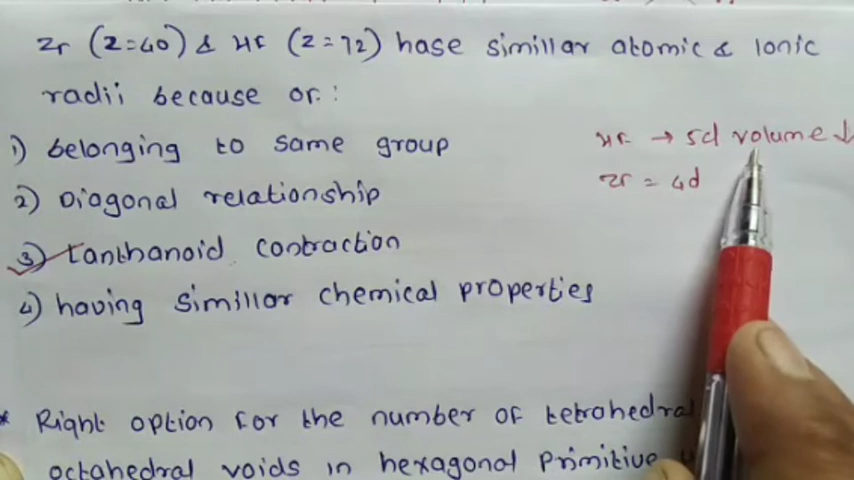 Zr (Z=40) & HF (Z=72) hase simillar atomic & Ionic
radii because or:
1) belonging to same group
2) Diogonal relationship
3) Lanthanoid contraction
4) having simillar chemical properties
HF → 5d volume ↓
Zr = 4d
* Right option for the number of tetrahedral
octahedral voids in hexagonal Primitive